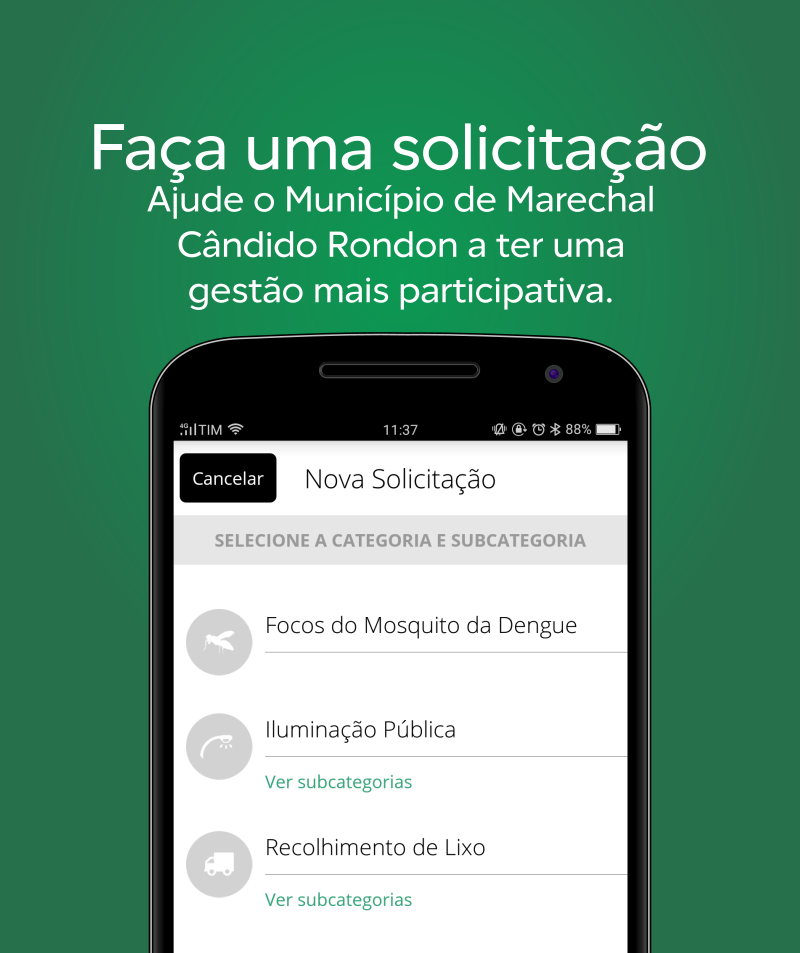 Faça uma solicitação
Ajude o Município de Marechal
Cândido Rondon a ter uma
gestão mais participativa.
4G TIM 11:37 88%
Cancelar Nova Solicitação
SELECIONE A CATEGORIA E SUBCATEGORIA
Focos do Mosquito da Dengue
Iluminação Pública
Ver subcategorias
Recolhimento de Lixo
Ver subcategorias